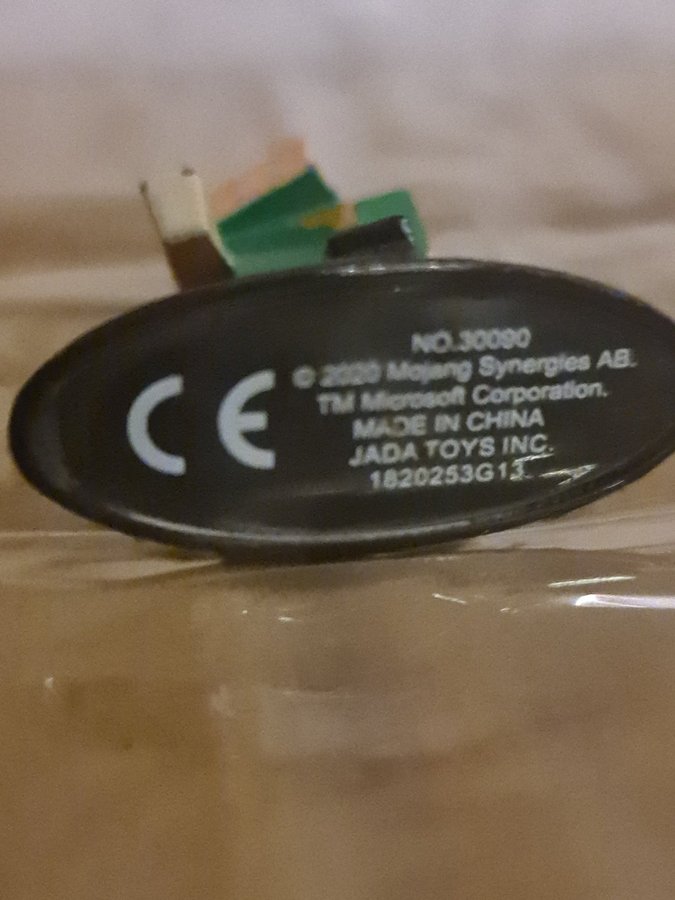 CE
NO.30090
© 2020 Mojang Synergies AB.
TM Microsoft Corporation.
MADE IN CHINA
JADA TOYS INC.
1820253G13